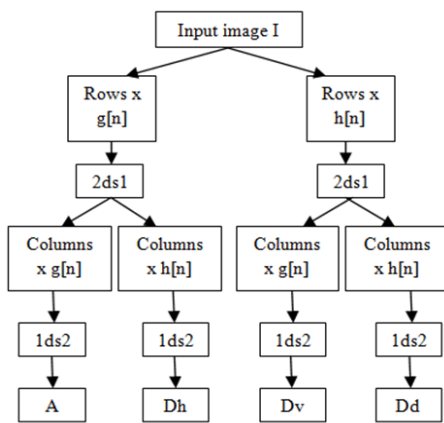 Input image I
Rows x
g[n]
Rows x
h[n]
2ds1
2ds1
Columns
x g[n]
Columns
x h[n]
Columns
x g[n]
Columns
x h[n]
1ds2
1ds2
1ds2
1ds2
A
Dh
Dv
Dd